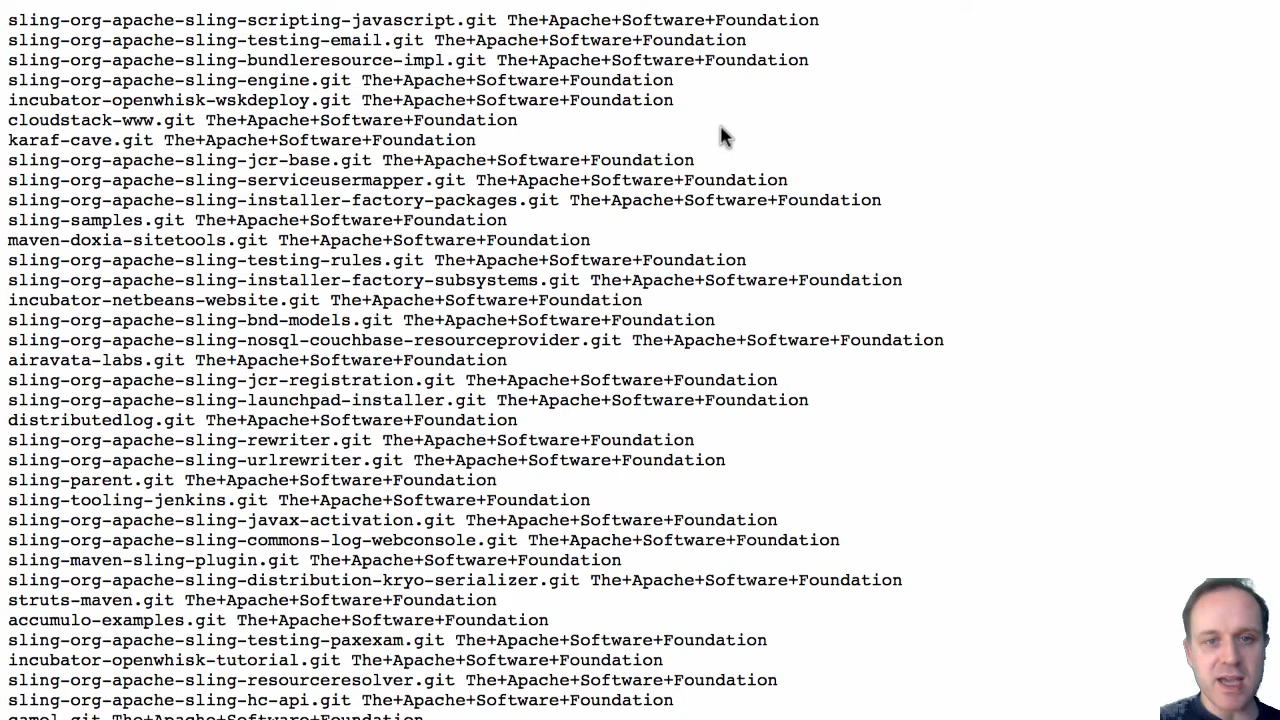 sling-org-apache-sling-scripting-javascript.git The+Apache+Software+Foundation
sling-org-apache-sling-testing-email.git The+Apache+Software+Foundation
sling-org-apache-sling-bundleresource-impl.git The+Apache+Software+Foundation
sling-org-apache-sling-engine.git The+Apache+Software+Foundation
incubator-openwhisk-wskdeploy.git The+Apache+Software+Foundation
cloudstack-www.git The+Apache+Software+Foundation
karaf-cave.git The+Apache+Software+Foundation
sling-org-apache-sling-jcr-base.git The+Apache+Software+Foundation
sling-org-apache-sling-serviceusermapper.git The+Apache+Software+Foundation
sling-org-apache-sling-installer-factory-packages.git The+Apache+Software+Foundation
sling-samples.git The+Apache+Software+Foundation
maven-doxia-sitetools.git The+Apache+Software+Foundation
sling-org-apache-sling-testing-rules.git The+Apache+Software+Foundation
sling-org-apache-sling-installer-factory-subsystems.git The+Apache+Software+Foundation
incubator-netbeans-website.git The+Apache+Software+Foundation
sling-org-apache-sling-bnd-models.git The+Apache+Software+Foundation
sling-org-apache-sling-nosql-couchbase-resourceprovider.git The+Apache+Software+Foundation
airavata-labs.git The+Apache+Software+Foundation
sling-org-apache-sling-jcr-registration.git The+Apache+Software+Foundation
sling-org-apache-sling-launchpad-installer.git The+Apache+Software+Foundation
distributedlog.git The+Apache+Software+Foundation
sling-org-apache-sling-rewriter.git The+Apache+Software+Foundation
sling-org-apache-sling-urlrewriter.git The+Apache+Software+Foundation
sling-parent.git The+Apache+Software+Foundation
sling-tooling-jenkins.git The+Apache+Software+Foundation
sling-org-apache-sling-javax-activation.git The+Apache+Software+Foundation
sling-org-apache-sling-commons-log-webconsole.git The+Apache+Software+Foundation
sling-maven-sling-plugin.git The+Apache+Software+Foundation
sling-org-apache-sling-distribution-kryo-serializer.git The+Apache+Software+Foundation
struts-maven.git The+Apache+Software+Foundation
accumulo-examples.git The+Apache+Software+Foundation
sling-org-apache-sling-testing-paxexam.git The+Apache+Software+Foundation
incubator-openwhisk-tutorial.git The+Apache+Software+Foundation
sling-org-apache-sling-resourceresolver.git The+Apache+Software+Foundation
sling-org-apache-sling-hc-api.git The+Apache+Software+Foundation
The+Apache+Software+Foundation